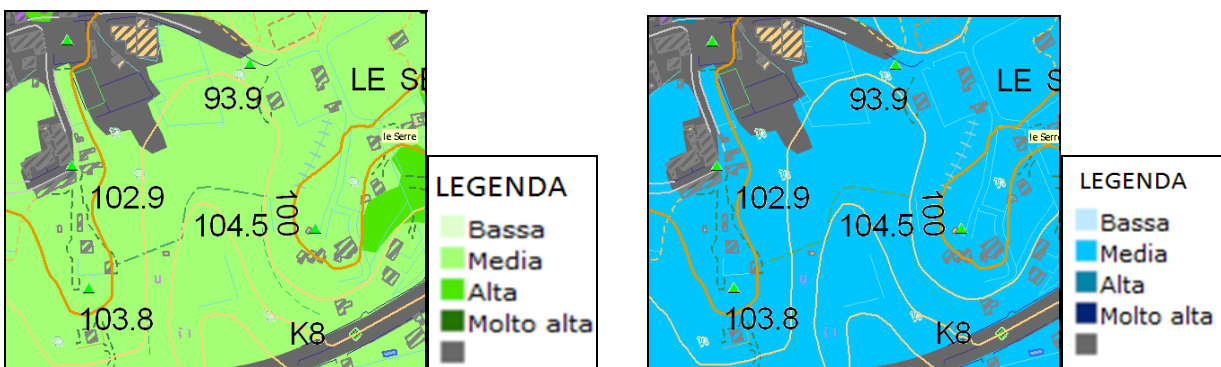 LE SE
93.9
le Serre
102.9
104.5
100
103.8
K8
LEGENDA
Bassa
Media
Alta
Molto alta
LE S
93.9
le Serre
102.9
104.5
100
103.8
K8
LEGENDA
Bassa
Media
Alta
Molto alta